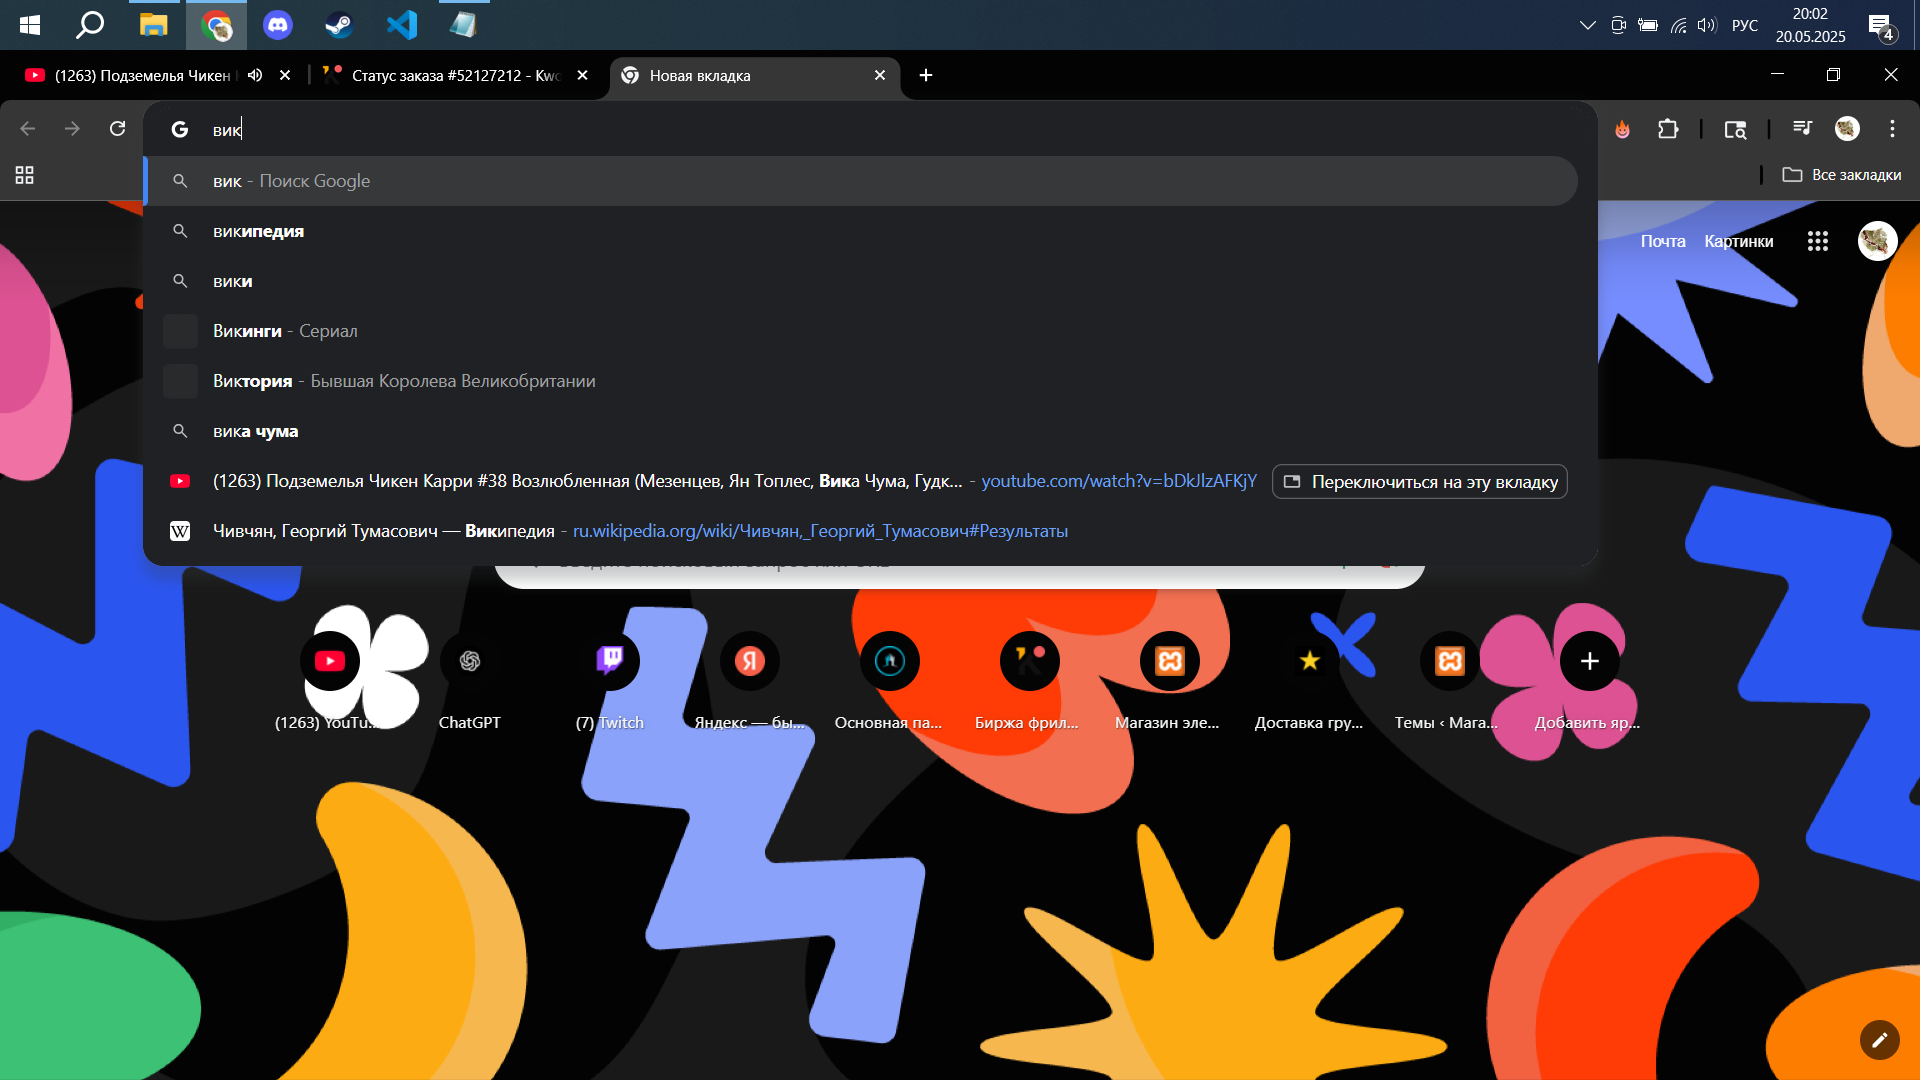 РУС
20:02
20.05.2025
4
(1263) Подземелья Чикен
Статус заказа #52127212 - Kwo
Новая вкладка
вик
Все закладки
вик - Поиск Google
википедия
вики
Викинги - Сериал
Виктория - Бывшая Королева Великобритании
вика чума
(1263) Подземелья Чикен Карри #38 Возлюбленная (Мезенцев, Ян Топлес, Вика Чума, Гудк... - youtube.com/watch?v=bDkJlzAFKjY
Переключиться на эту вкладку
Чивчян, Георгий Тумасович — Википедия - ru.wikipedia.org/wiki/Чивчян,_Георгий_Тумасович#Результаты
Почта
Картинки
(1263) YouTu...
ChatGPT
(7) Twitch
Яндекс — бы...
Основная па...
Биржа фрил...
Магазин эле...
Доставка гру...
Темы ‹ Мага...
Добавить яр...